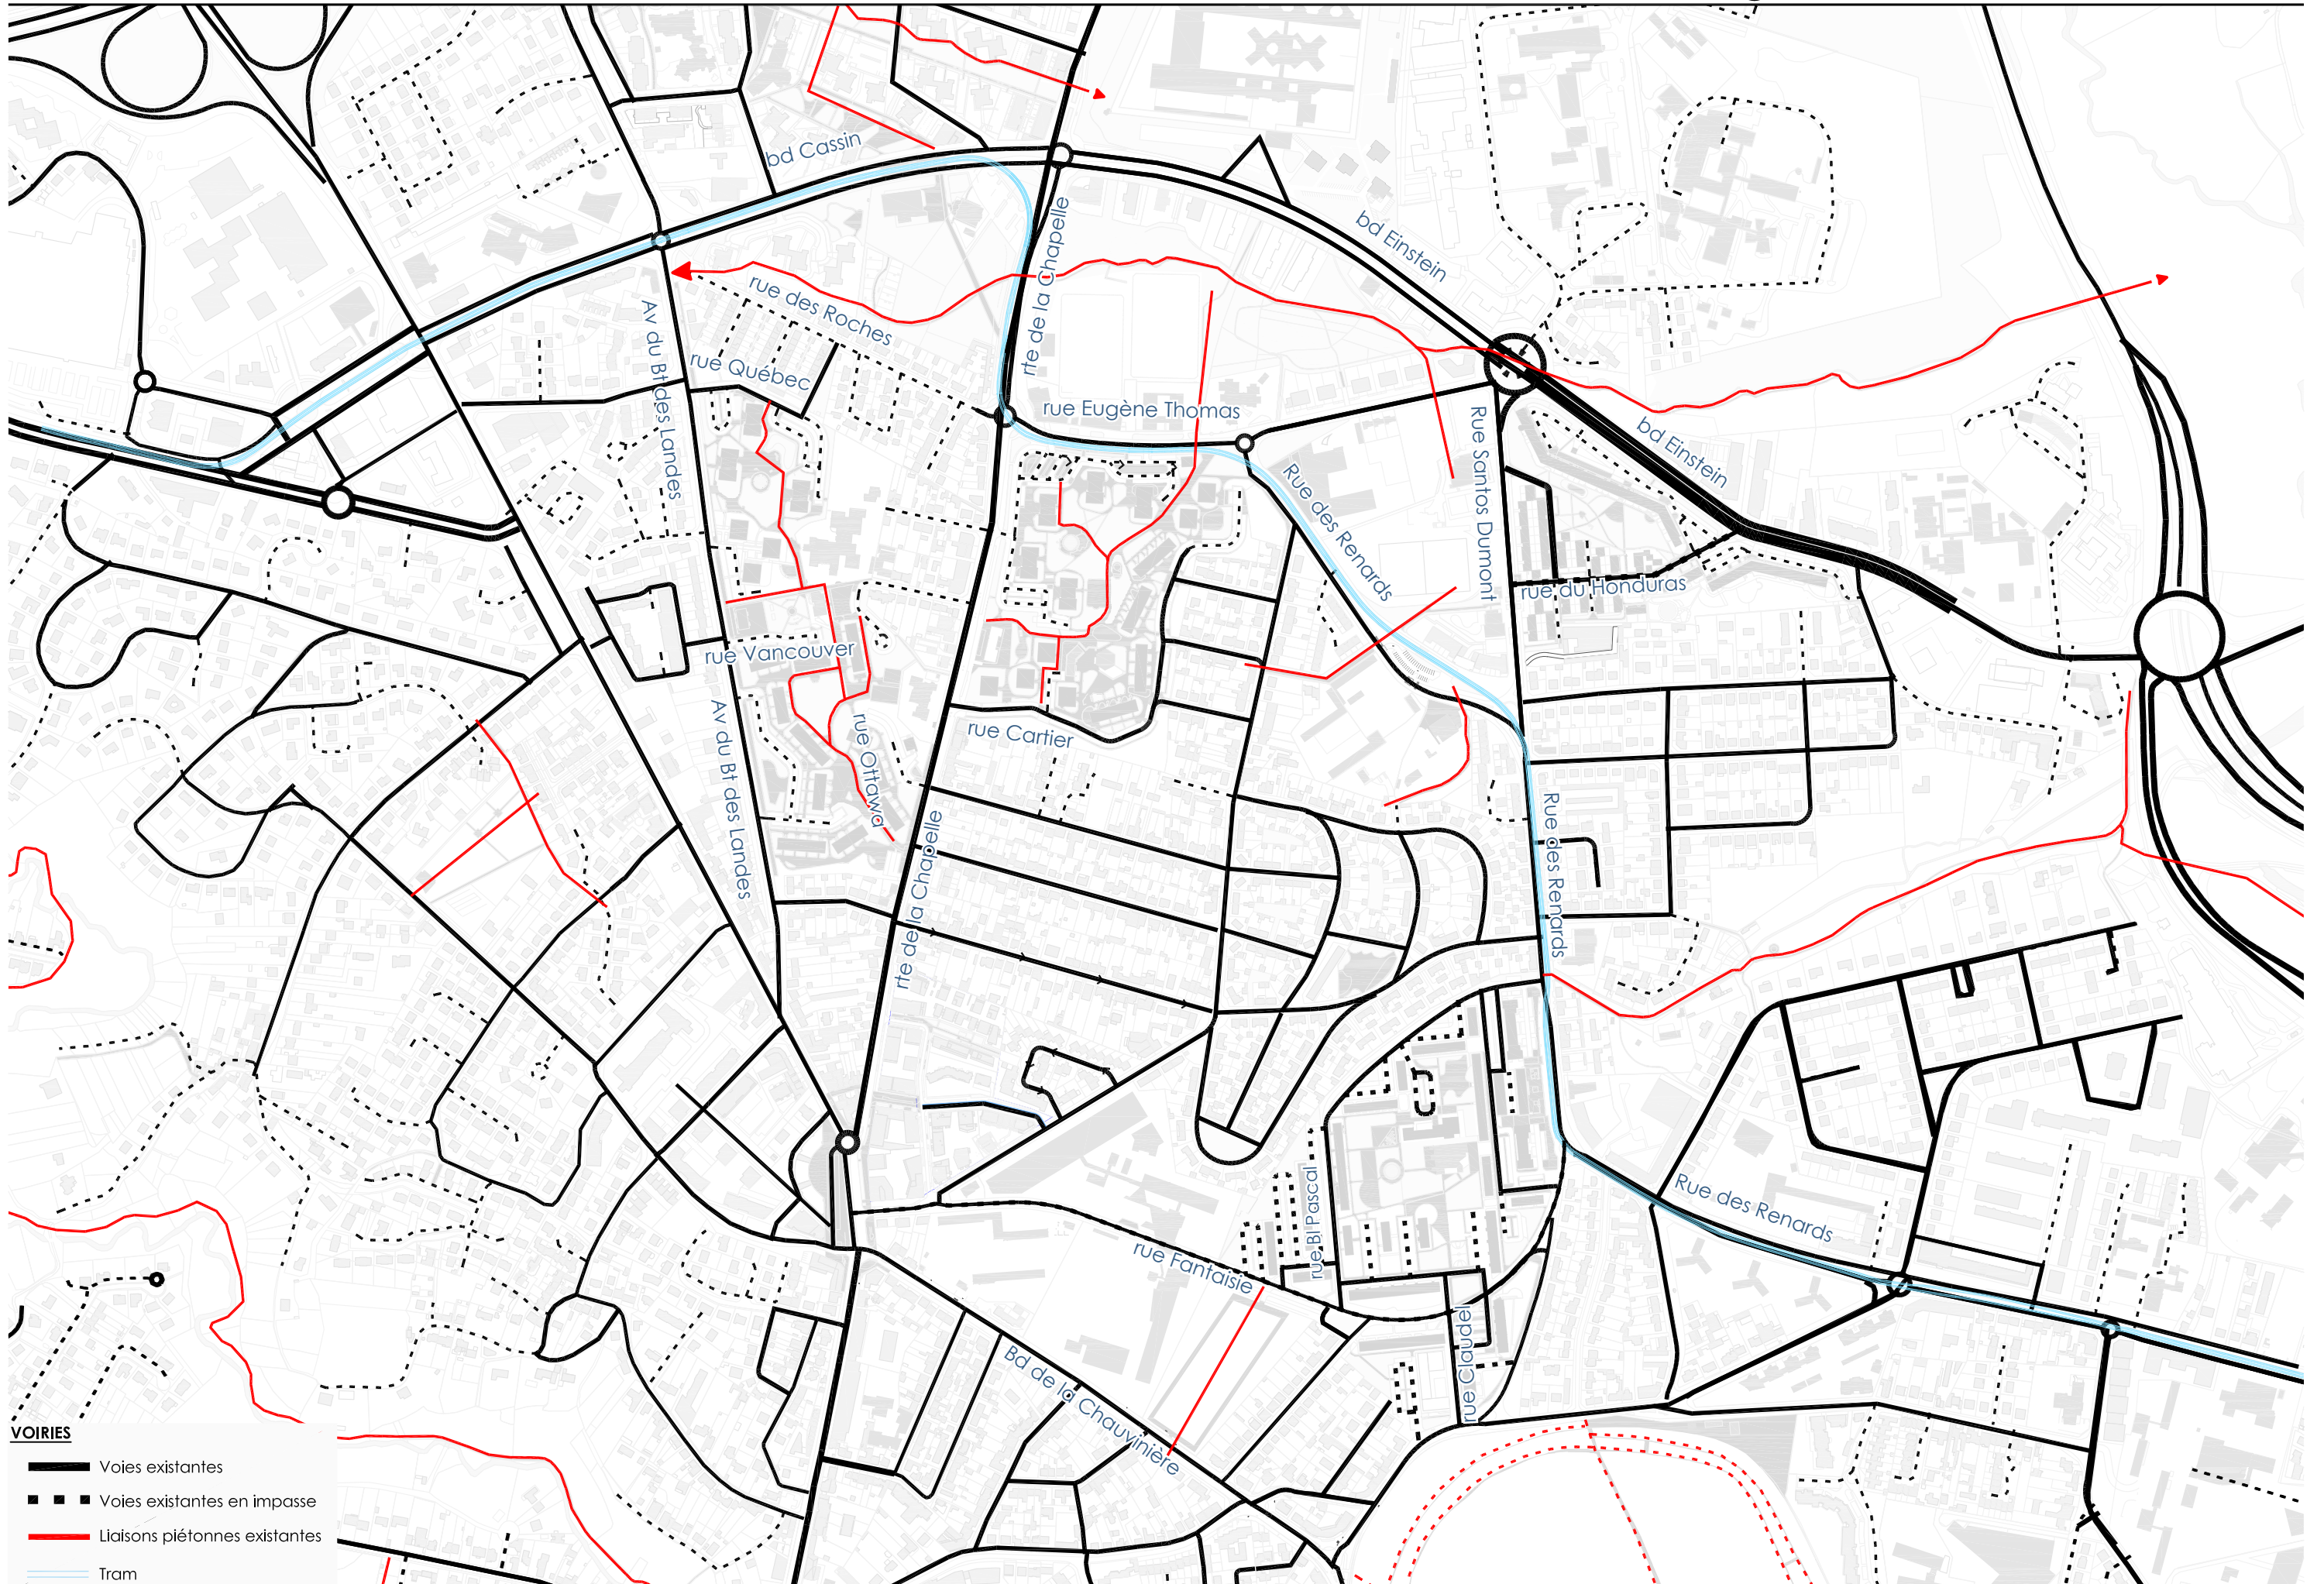 bd Cassin
rte de la Chapelle
bd Einstein
rue des Roches
Av du Bt des Landes
rue Québec
rue Eugène Thomas
Rue Santos Dumont
bd Einstein
Rue des Renards
rue du Honduras
rue Vancouver
Av du Bt des Landes
rue Ottawa
rue Cartier
rte de la Chapelle
Rue des Renards
rue Bl Pascal
Rue des Renards
rue Fantaisie
rue Claudel
Bd de la Chauvinière
VOIRIES
Voies existantes
Voies existantes en impasse
Liaisons piétonnes existantes
Tram